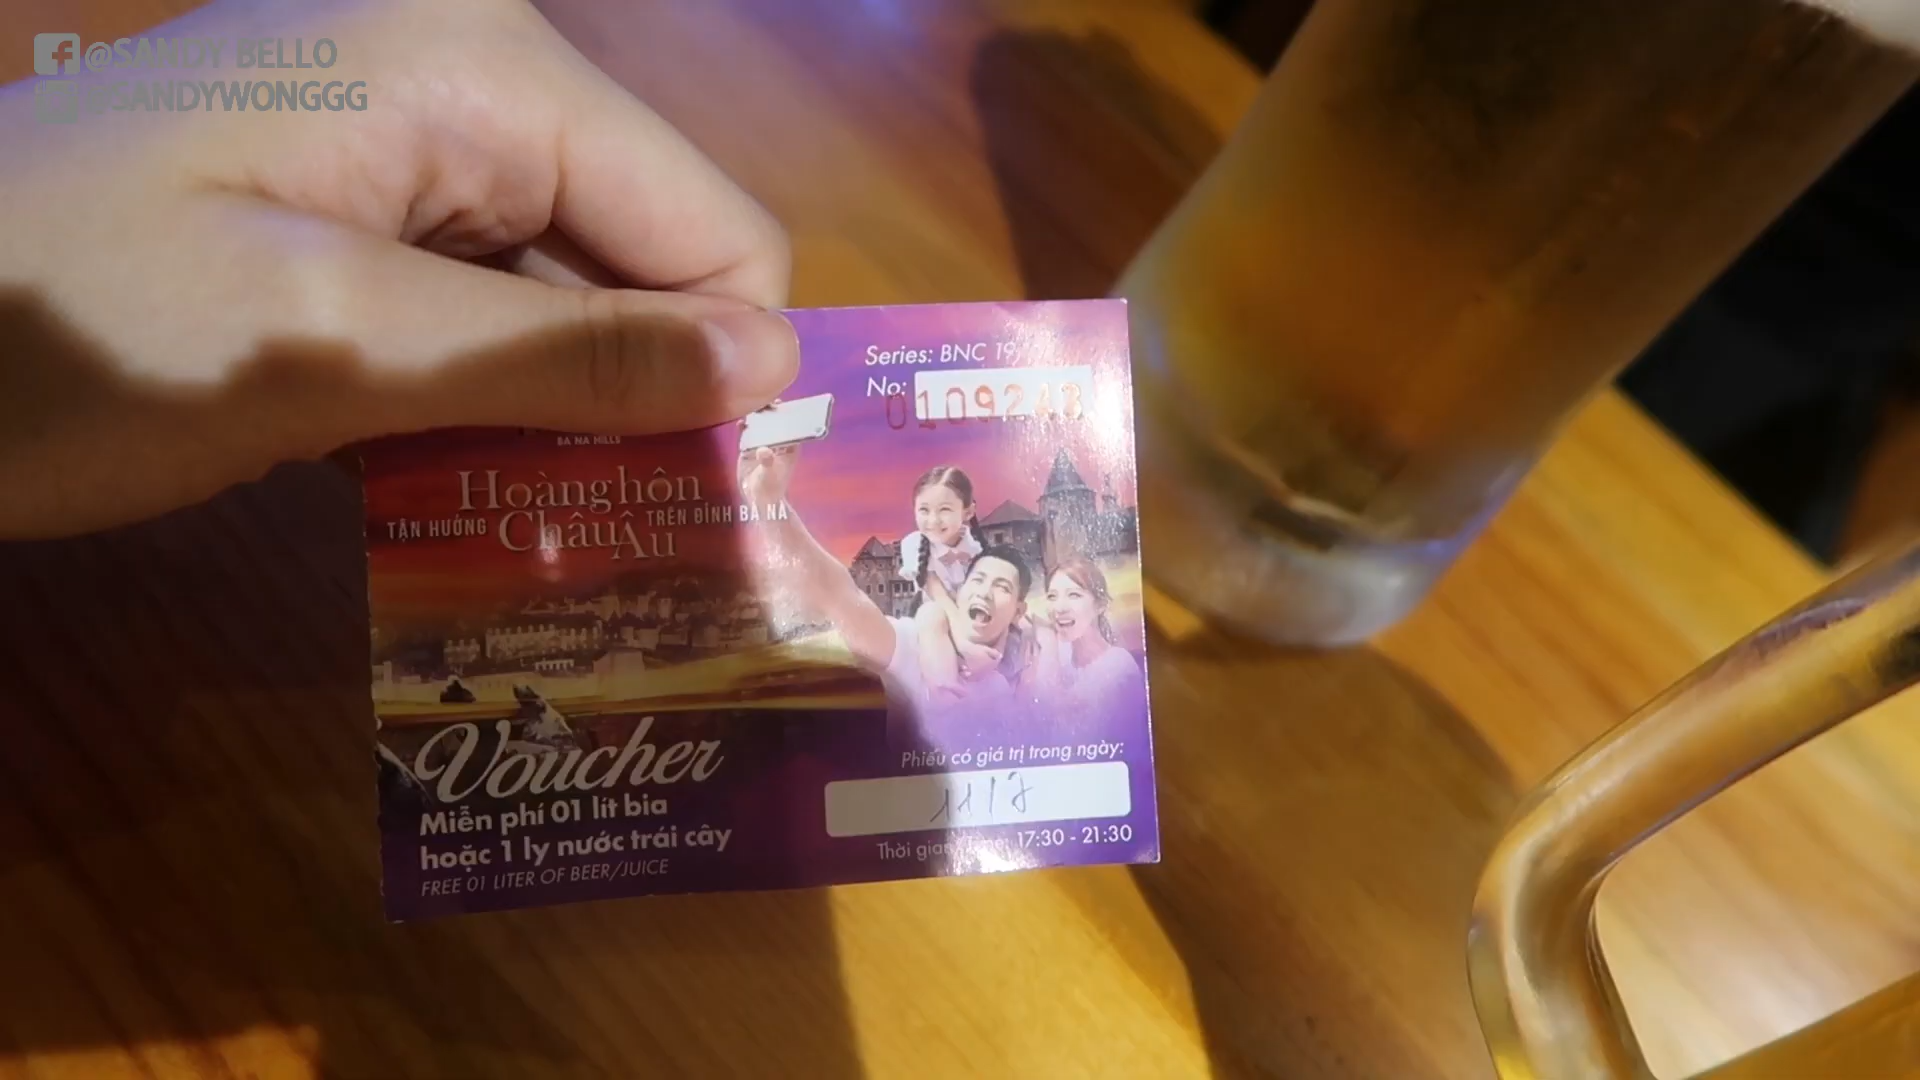 @SANDY BELLO
@SANDYWONGGG
Series: BNC 19
No: 0109248
BA NA HILLS
Hoàng hôn
TẬN HƯỞNG Châu Âu TRÊN ĐỈNH BÀ NÀ
Voucher
Miễn phí 01 lít bia
hoặc 1 ly nước trái cây
FREE 01 LITER OF BEER/JUICE
Phiếu có giá trị trong ngày:
11/7
Thời gian 17:30 - 21:30